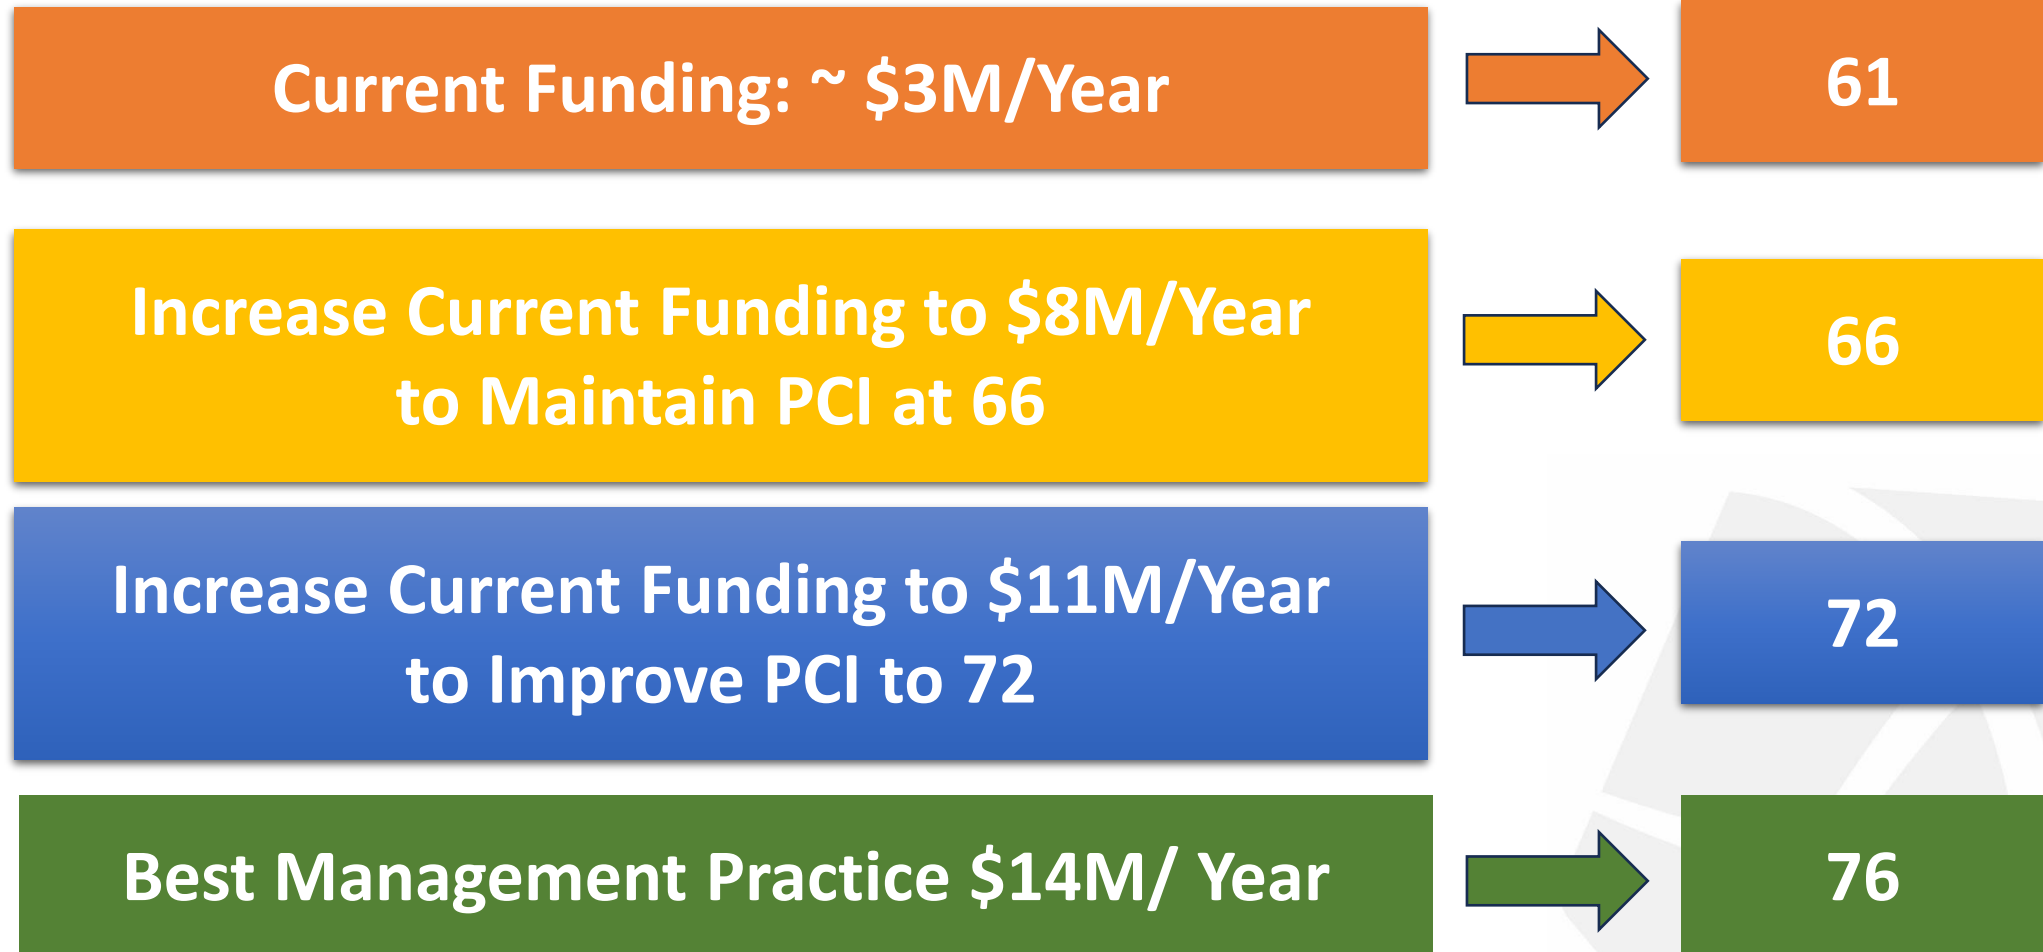 Current Funding: ~ $3M/Year
61
Increase Current Funding to $8M/Year
to Maintain PCI at 66
66
Increase Current Funding to $11M/Year
to Improve PCI to 72
72
Best Management Practice $14M/ Year
76